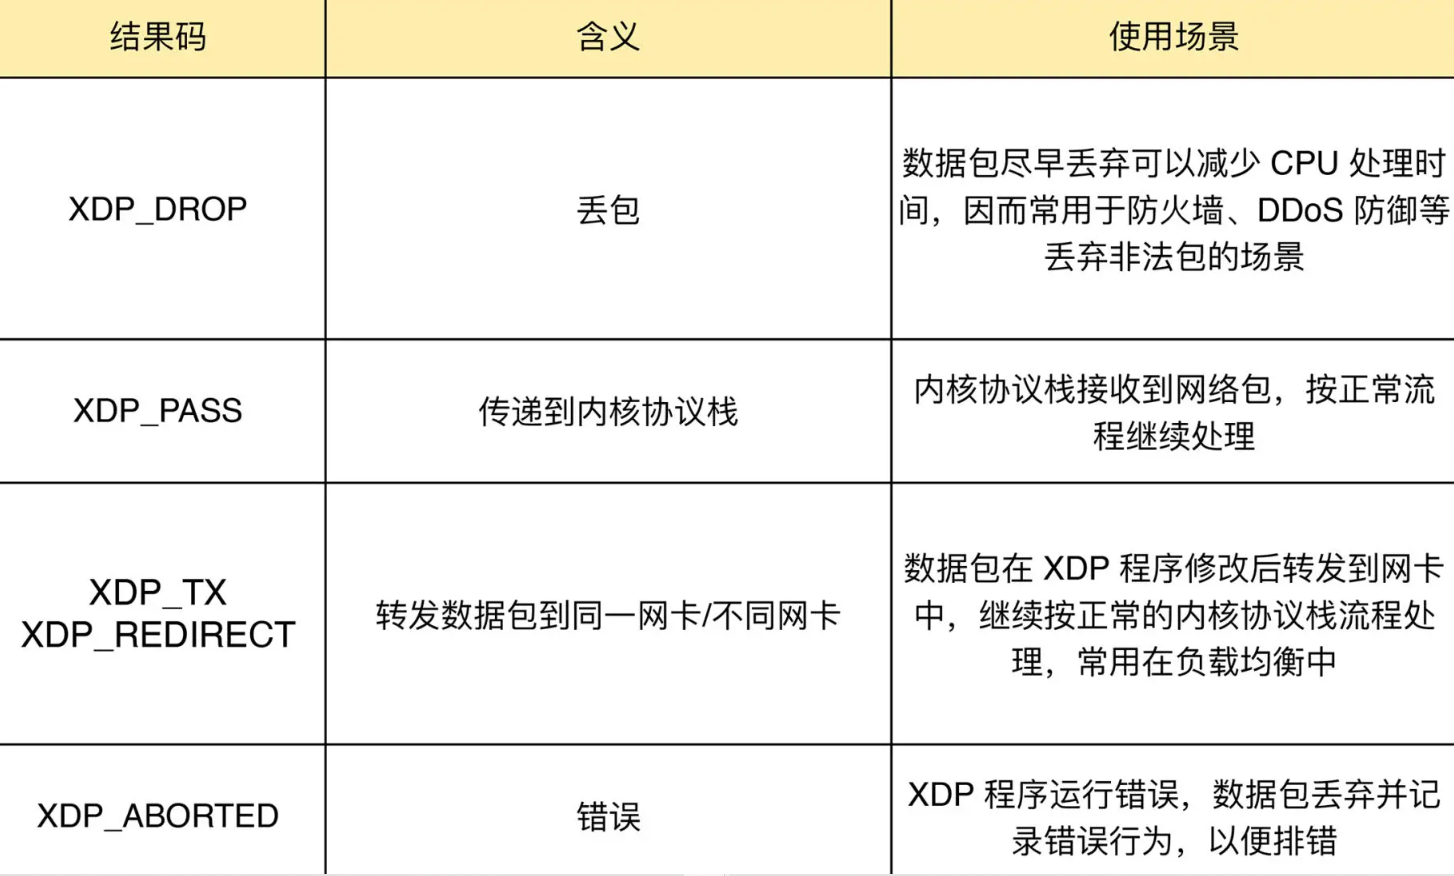 结果码
含义
使用场景
XDP_DROP
丢包
数据包尽早丢弃可以减少 CPU 处理时
间，因而常用于防火墙、DDoS 防御等
丢弃非法包的场景
XDP_PASS
传递到内核协议栈
内核协议栈接收到网络包，按正常流
程继续处理
XDP_TX
XDP_REDIRECT
转发数据包到同一网卡/不同网卡
数据包在 XDP 程序修改后转发到网卡
中，继续按正常的内核协议栈流程处
理，常用在负载均衡中
XDP_ABORTED
错误
XDP 程序运行错误，数据包丢弃并记
录错误行为，以便排错